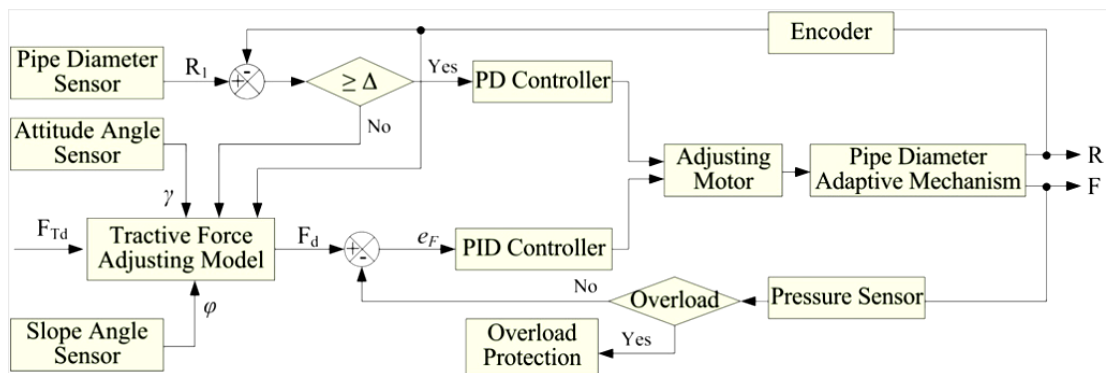 Encoder
Pipe Diameter
Sensor
R1
+
-
≥ Δ
Yes
PD Controller
No
Attitude Angle
Sensor
γ
Adjusting
Motor
Pipe Diameter
Adaptive Mechanism
R
F
FTd
Tractive Force
Adjusting Model
Fd
+
-
eF
PID Controller
φ
No
Overload
Pressure Sensor
Slope Angle
Sensor
Overload
Protection
Yes